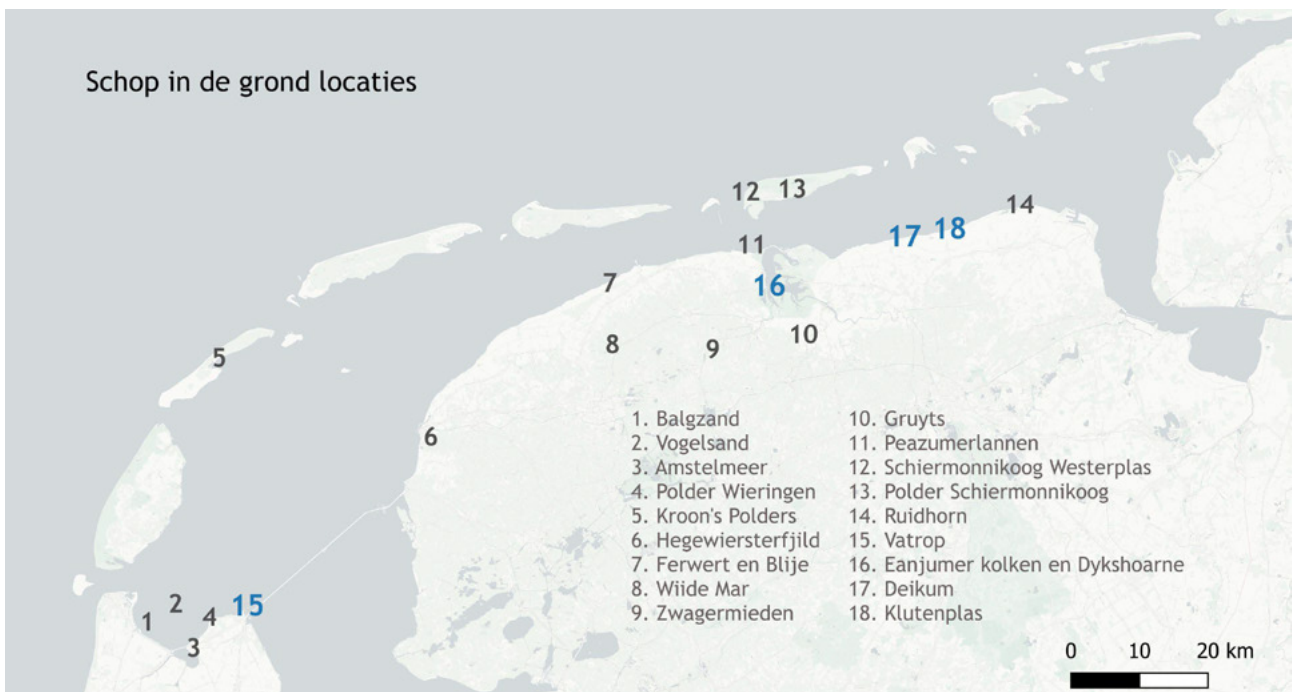 Schop in de grond locaties
12
13
14
11
17
18
7
16
8
9
10
5
6
1. Balgzand
2. Vogelsand
3. Amstelmeer
4. Polder Wieringen
5. Kroon's Polders
6. Hegewiersterfjild
7. Ferwert en Blije
8. Wiide Mar
9. Zwagermieden
10. Gruyts
11. Peazumerlannen
12. Schiermonnikoog Westerplas
13. Polder Schiermonnikoog
14. Ruidhorn
15. Vatrop
16. Eanjumer kolken en Dykshoarne
17. Deikum
18. Klutenplas
2
15
1
4
3
0 10 20 km